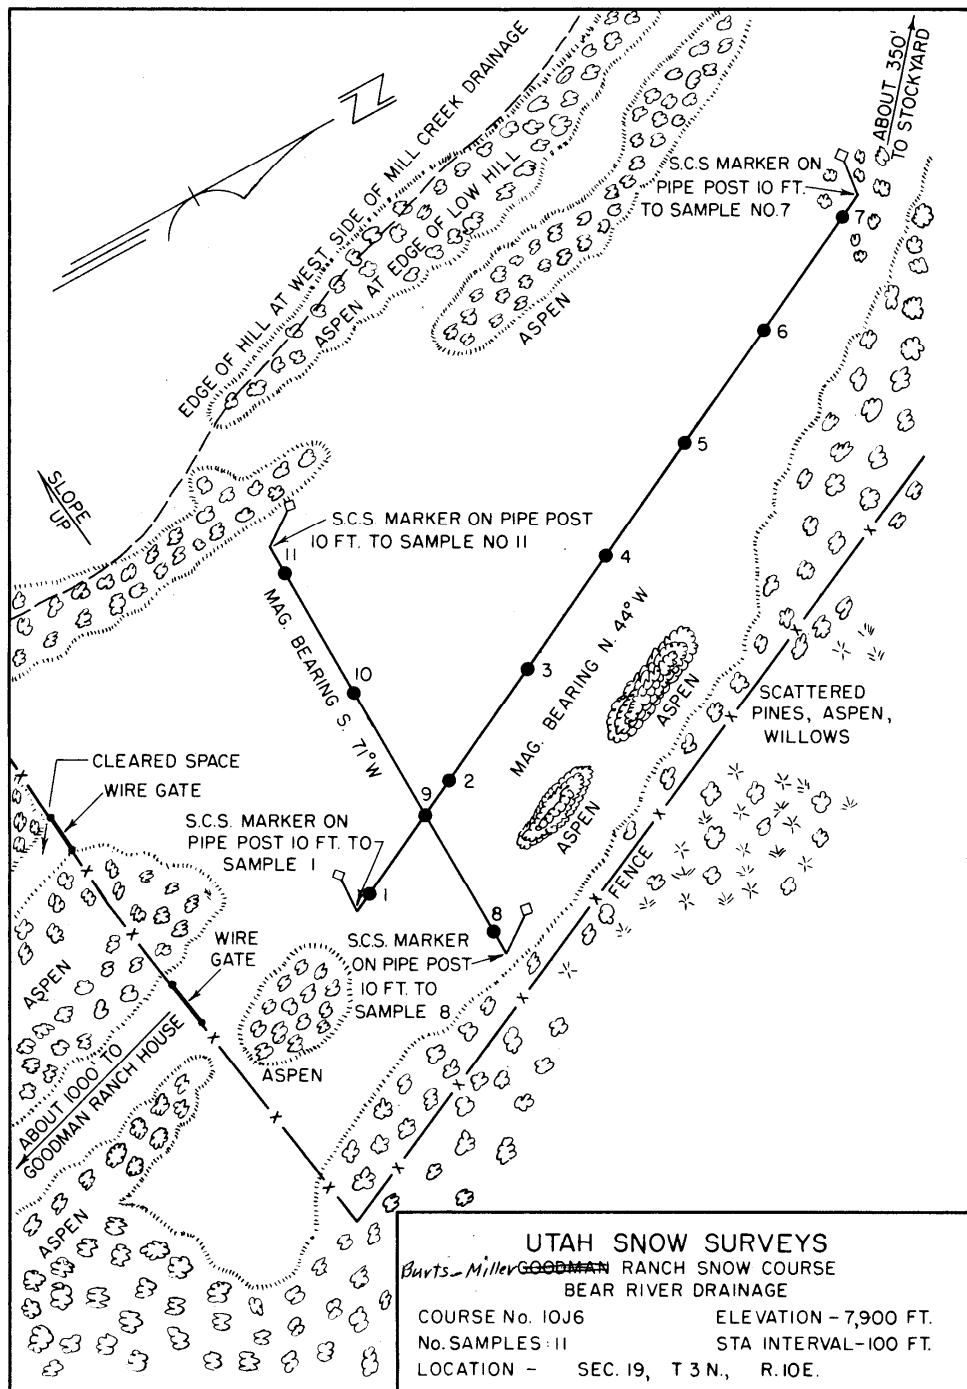 ABOUT 350'
TO STOCKYARD
N
EDGE OF HILL AT WEST SIDE OF MILL CREEK DRAINAGE
ASPEN AT EDGE OF LOW HILL
ASPEN
S.C.S MARKER ON
PIPE POST 10 FT.
TO SAMPLE NO.7
7
6
5
4
3
2
SLOPE
UP
S.C.S. MARKER ON PIPE POST
10 FT. TO SAMPLE NO 11
11
10
MAG. BEARING S. 71°W
MAG. BEARING N. 44°W
ASPEN
ASPEN
SCATTERED
PINES, ASPEN,
WILLOWS
FENCE
CLEARED SPACE
WIRE GATE
9
S.C.S. MARKER ON
PIPE POST 10 FT. TO
SAMPLE 1
1
8
S.C.S. MARKER
ON PIPE POST
10 FT. TO
SAMPLE 8
WIRE
GATE
ASPEN
ASPEN
ABOUT 1000' TO
GOODMAN RANCH HOUSE
ASPEN
UTAH SNOW SURVEYS
Burts-Miller GOODMAN RANCH SNOW COURSE
BEAR RIVER DRAINAGE
COURSE No. 10J6 ELEVATION - 7,900 FT.
No. SAMPLES: 11 STA INTERVAL-100 FT.
LOCATION - SEC. 19, T 3 N., R. 10E.